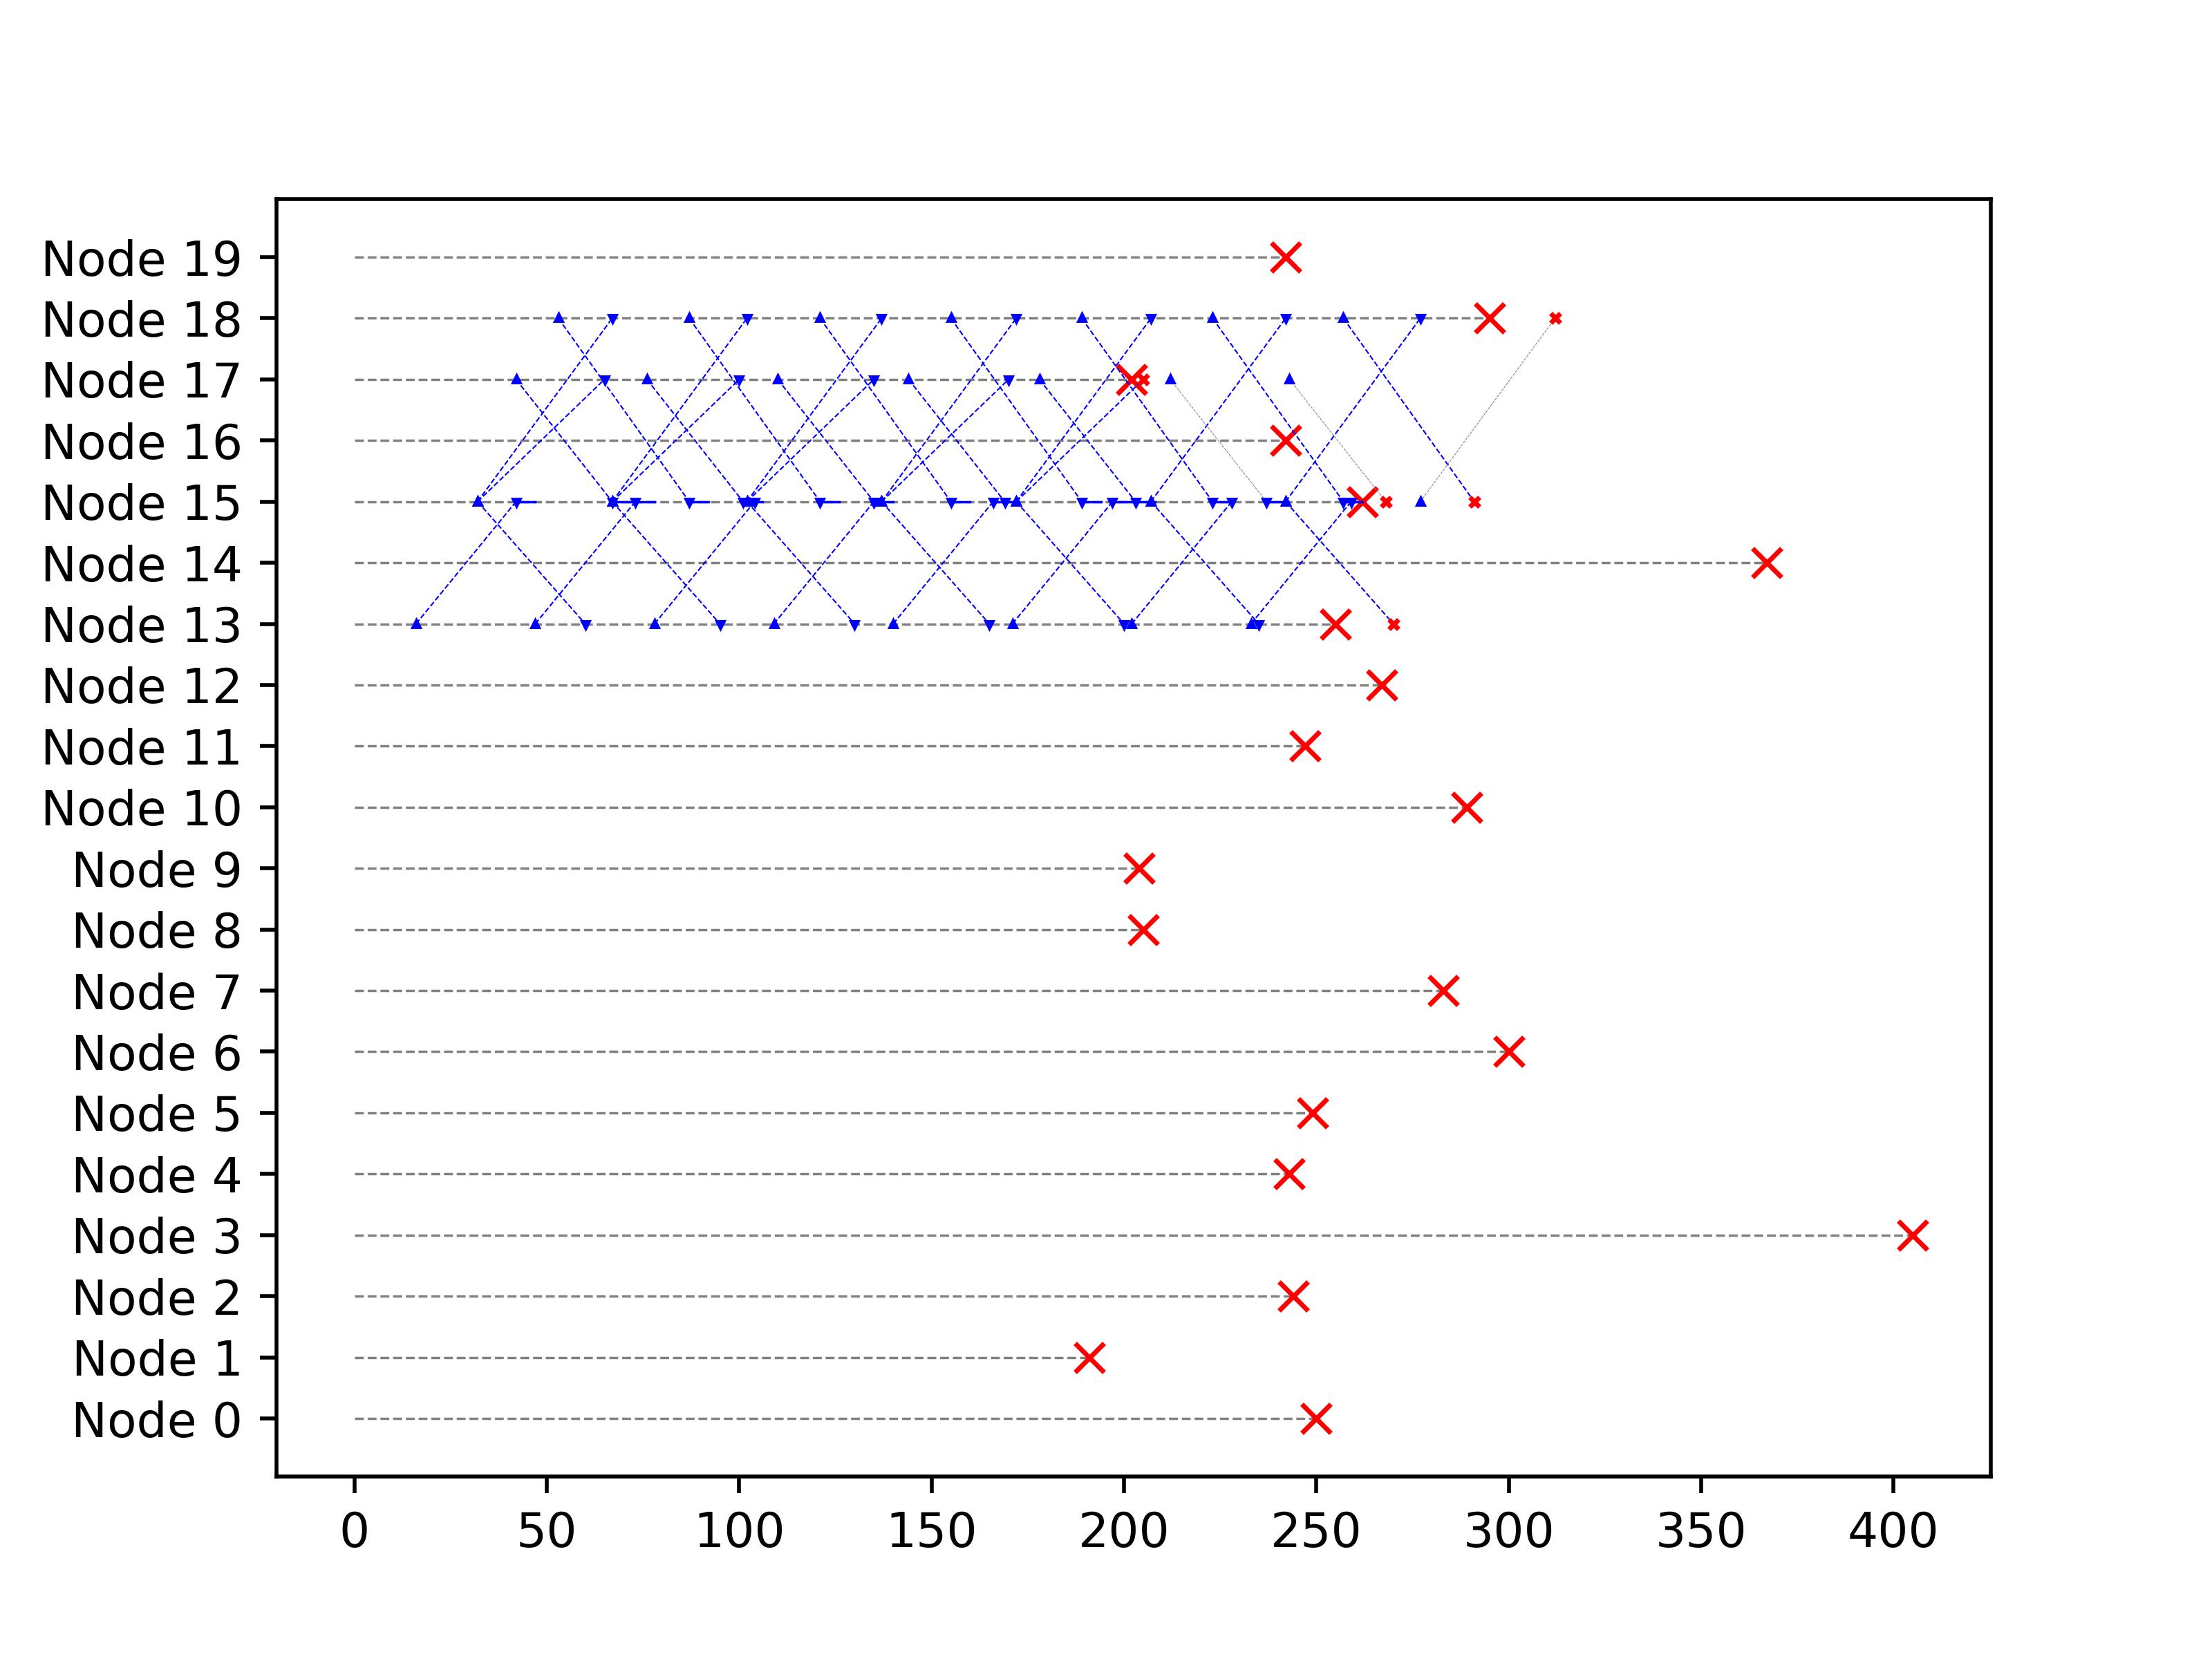 Node 19
Node 18
Node 17
Node 16
Node 15
Node 14
Node 13
Node 12
Node 11
Node 10
Node 9
Node 8
Node 7
Node 6
Node 5
Node 4
Node 3
Node 2
Node 1
Node 0
0 50 100 150 200 250 300 350 400